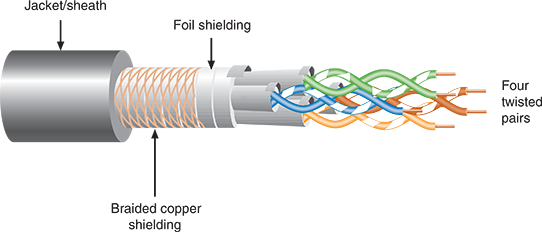 Jacket/sheath
Foil shielding
Four
twisted
pairs
Braided copper
shielding